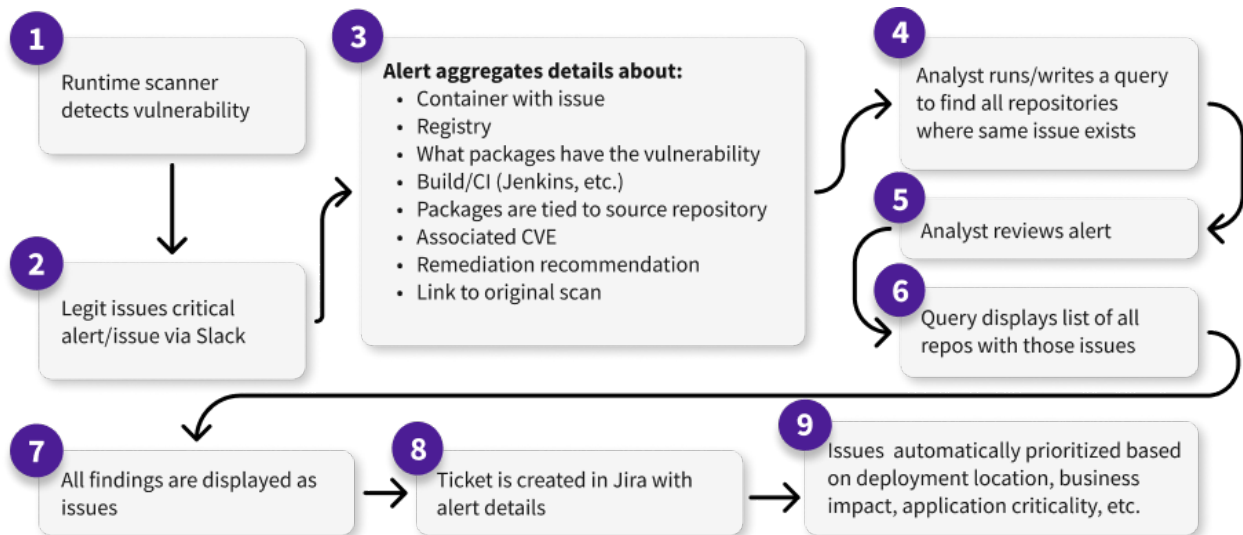 1
Runtime scanner
detects vulnerability
2
Legit issues critical
alert/issue via Slack
3
Alert aggregates details about:
• Container with issue
• Registry
• What packages have the vulnerability
• Build/CI (Jenkins, etc.)
• Packages are tied to source repository
• Associated CVE
• Remediation recommendation
• Link to original scan
4
Analyst runs/writes a query
to find all repositories
where same issue exists
5
Analyst reviews alert
6
Query displays list of all
repos with those issues
7
All findings are displayed as
issues
8
Ticket is created in Jira with
alert details
9
Issues automatically prioritized based
on deployment location, business
impact, application criticality, etc.